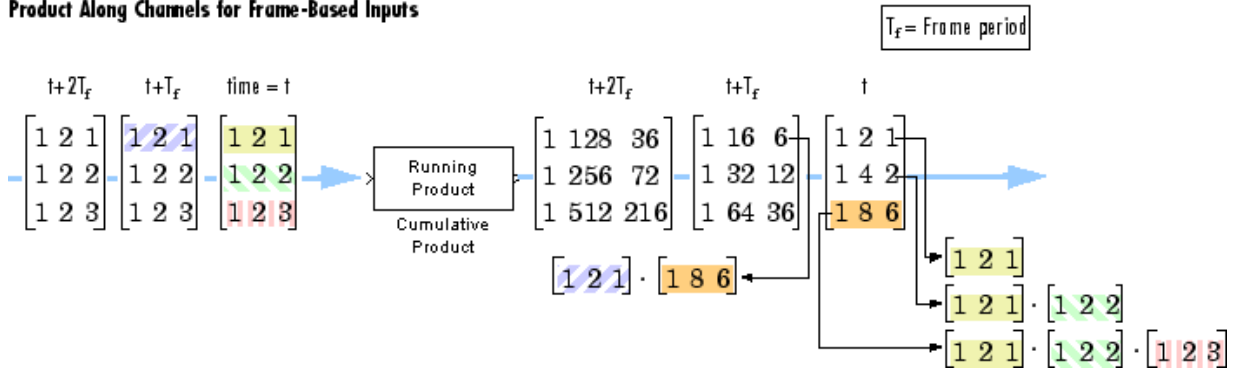 Product Along Channels for Frame-Based Inputs
T_f = Frame period
t+2T_f t+T_f time = t t+2T_f t+T_f t
1 2 1 1 2 1 1 2 1 1 128 36 1 16 6 1 2 1
1 2 2 1 2 2 1 2 2 Running 1 256 72 1 32 12 1 4 2
Product
1 2 3 1 2 3 1 2 3 1 512 216 1 64 36 1 8 6
Cumulative
Product
[1 2 1]
[1 2 1] · [1 8 6]
[1 2 1] · [1 2 2]
[1 2 1] · [1 2 2] · [1 2 3]